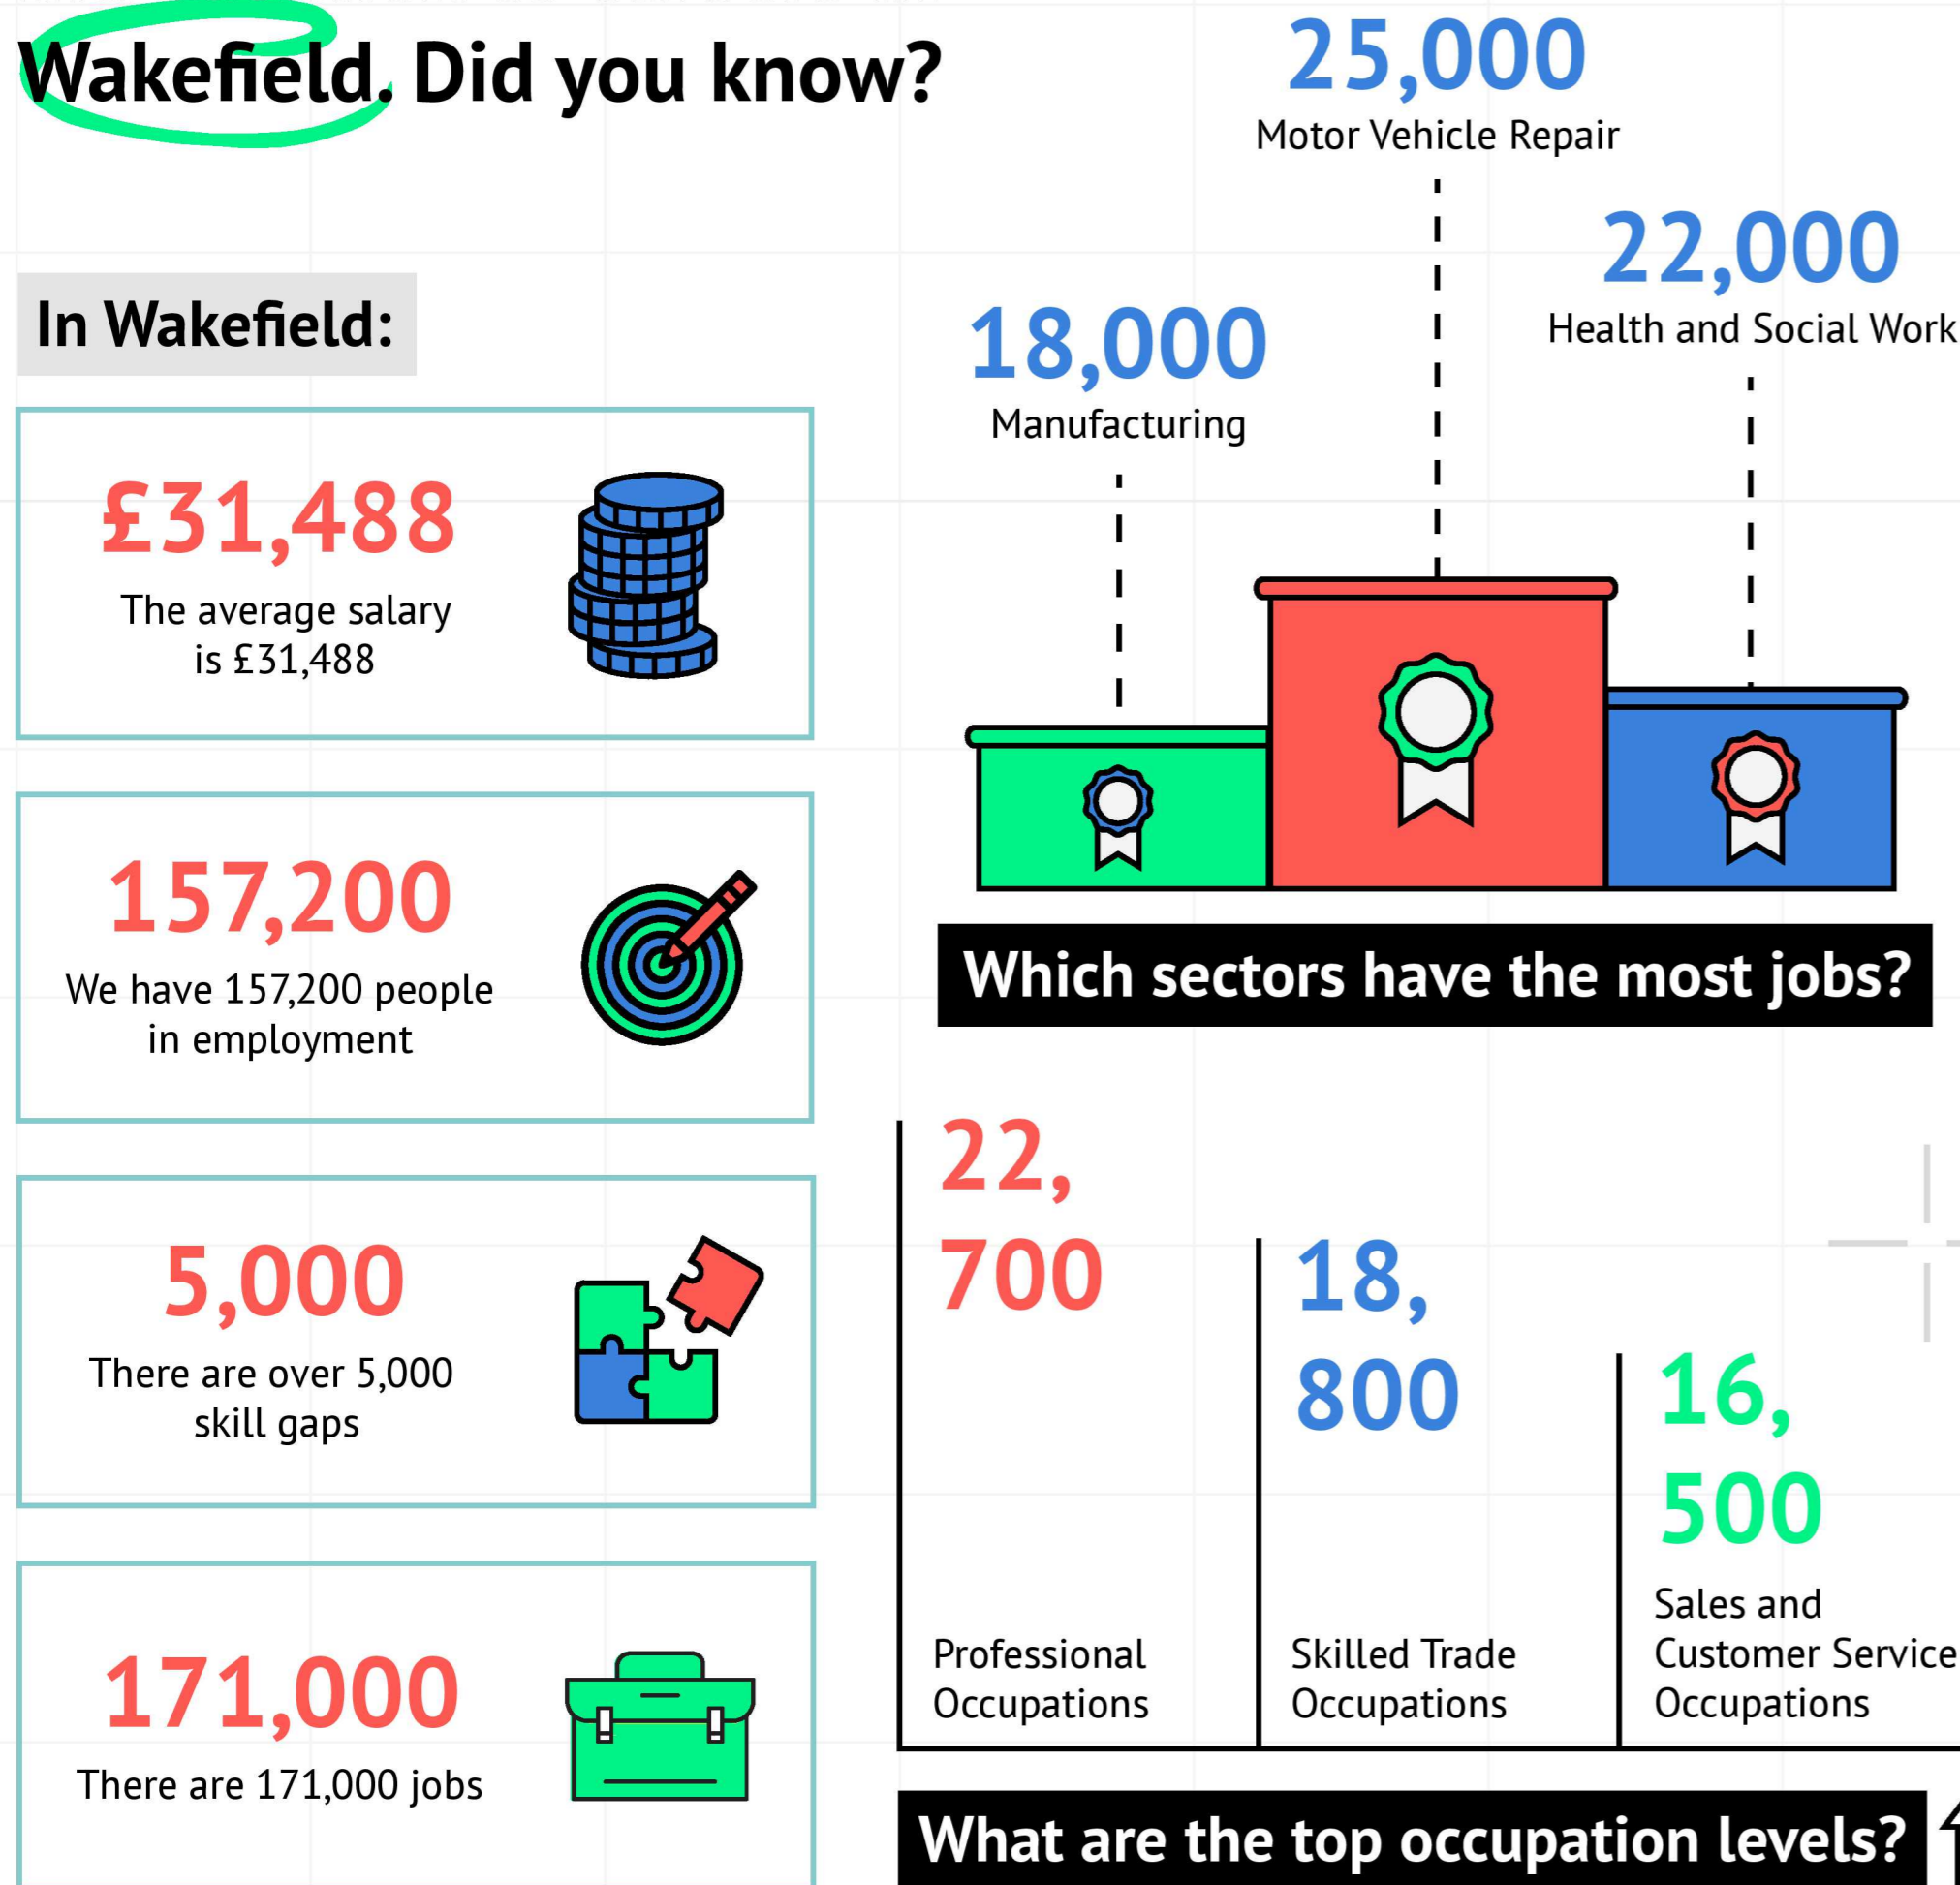 Wakefield. Did you know?
In Wakefield:
£31,488
The average salary
is £31,488
157,200
We have 157,200 people
in employment
5,000
There are over 5,000
skill gaps
171,000
There are 171,000 jobs
25,000
Motor Vehicle Repair
22,000
Health and Social Work
18,000
Manufacturing
Which sectors have the most jobs?
22,
700
Professional
Occupations
18,
800
Skilled Trade
Occupations
16,
500
Sales and
Customer Service
Occupations
What are the top occupation levels?